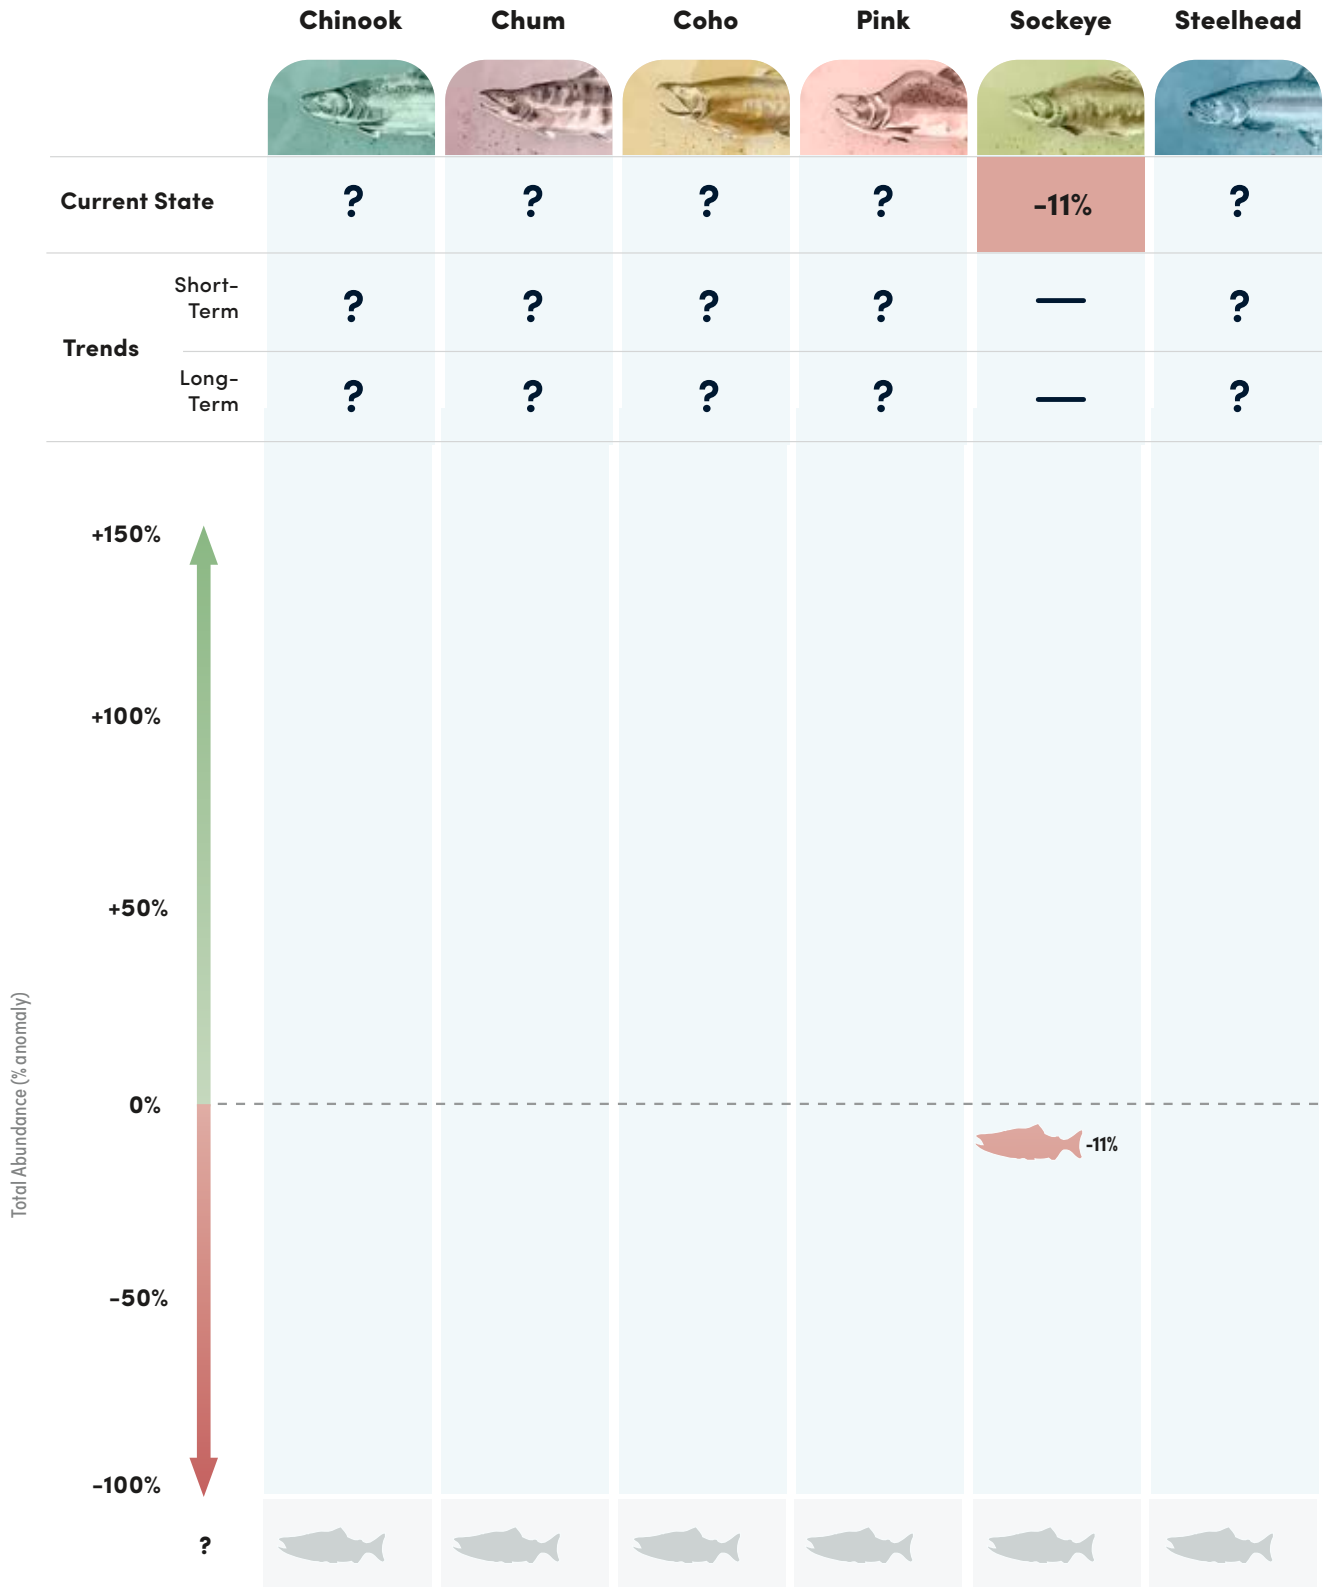 Chinook Chum Coho Pink Sockeye Steelhead
Current State ? ? ? ? -11% ?
Trends
Short-
Term ? ? ? ? — ?
Long-
Term ? ? ? ? — ?
+150%
+100%
+50%
0%
-11%
-50%
-100%
?
Total Abundance (% anomaly)